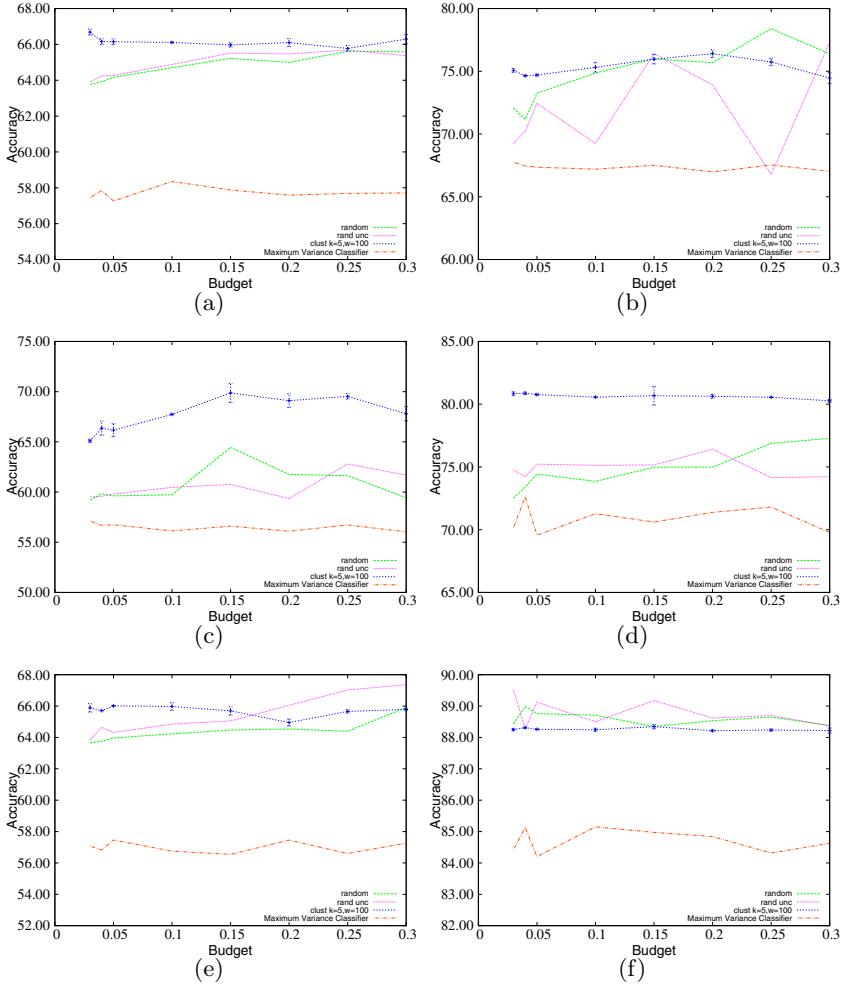 68.00
66.00
64.00
62.00
60.00
58.00
56.00
54.00
Accuracy
0 0.05 0.1 0.15 0.2 0.25 0.3
Budget
random
rand unc
clust k=5,w=100
Maximum Variance Classifier
(a)
80.00
75.00
70.00
65.00
60.00
Accuracy
0 0.05 0.1 0.15 0.2 0.25 0.3
Budget
random
rand unc
clust k=5,w=100
Maximum Variance Classifier
(b)
75.00
70.00
65.00
60.00
55.00
50.00
Accuracy
0 0.05 0.1 0.15 0.2 0.25 0.3
Budget
random
rand unc
clust k=5,w=100
Maximum Variance Classifier
(c)
85.00
80.00
75.00
70.00
65.00
Accuracy
0 0.05 0.1 0.15 0.2 0.25 0.3
Budget
random
rand unc
clust k=5,w=100
Maximum Variance Classifier
(d)
68.00
66.00
64.00
62.00
60.00
58.00
56.00
54.00
52.00
Accuracy
0 0.05 0.1 0.15 0.2 0.25 0.3
Budget
random
rand unc
clust k=5,w=100
Maximum Variance Classifier
(e)
90.00
89.00
88.00
87.00
86.00
85.00
84.00
83.00
82.00
Accuracy
0 0.05 0.1 0.15 0.2 0.25 0.3
Budget
random
rand unc
clust k=5,w=100
Maximum Variance Classifier
(f)